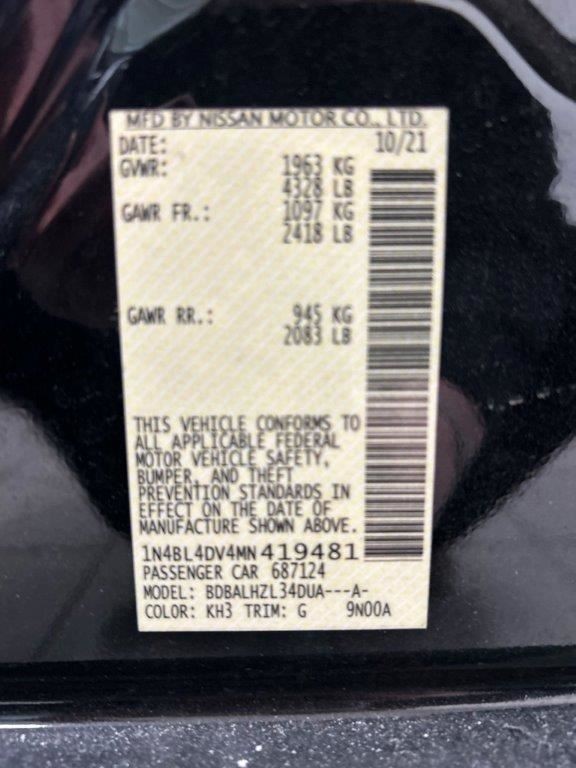 MFD BY NISSAN MOTOR CO., LTD.
DATE: 10/21
GVWR: 1963 KG
4328 LB
GAWR FR.: 1097 KG
2418 LB
GAWR RR.: 945 KG
2083 LB
THIS VEHICLE CONFORMS TO
ALL APPLICABLE FEDERAL
MOTOR VEHICLE SAFETY,
BUMPER, AND THEFT
PREVENTION STANDARDS IN
EFFECT ON THE DATE OF
MANUFACTURE SHOWN ABOVE.
1N4BL4DV4MN419481
PASSENGER CAR 687124
MODEL: BDBALHZL34DUA---A-
COLOR: KH3 TRIM: G 9N00A